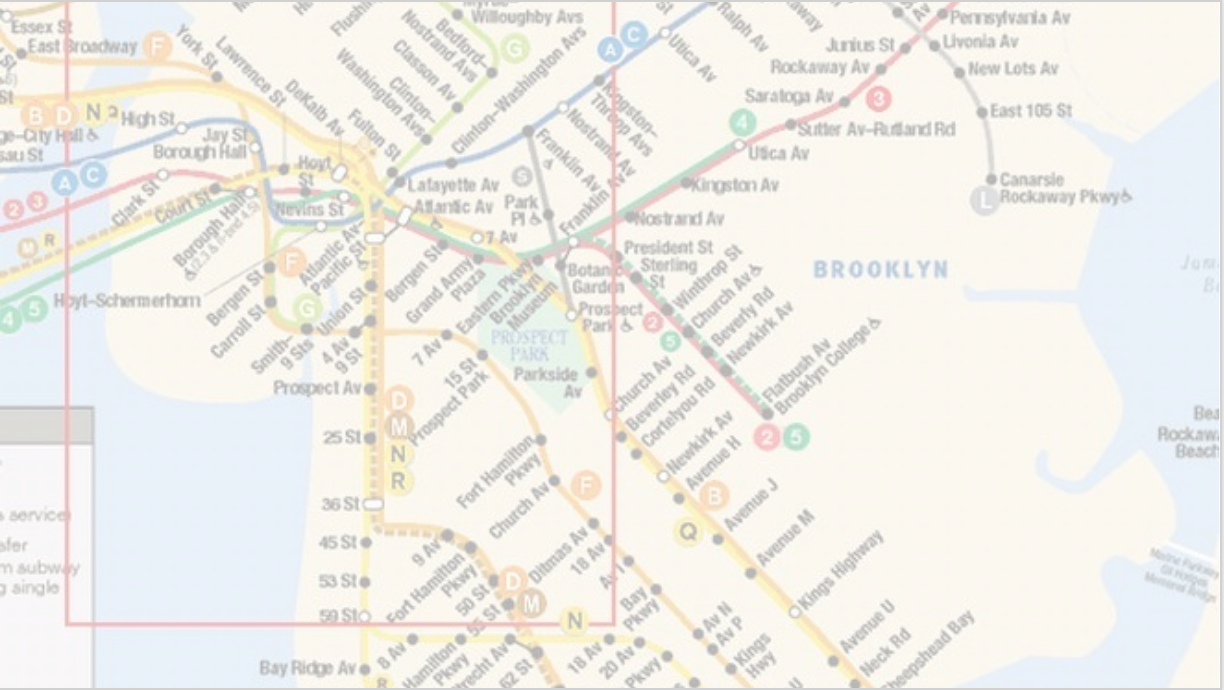 Essex St
East Broadway
F
York St
Lawrence St
DeKalb Av
Fulton St
Willoughby Avs
Bedford–
Nostrand Avs
Classon Av
Clinton–
Washington Avs
G
Clinton–Washington Avs
A C
Utica Av
Ralph Av
Kingston–
Throop Avs
Nostrand Av
Franklin Av
Pennsylvania Av
Junius St
Livonia Av
Rockaway Av
New Lots Av
Saratoga Av
3
East 105 St
4
Sutter Av–Rutland Rd
Utica Av
Canarsie
Rockaway Pkwy
L
B D N
High St
Jay St
Borough Hall
A C
2 3
Clark St
Court St
Borough Hall
Hoyt
St
Nevins St
Lafayette Av
Atlantic Av
S
Park
Pl
Franklin Av
Kingston Av
Nostrand Av
M R
4 5
Hoyt–Schermerhorn
Atlantic Av–
Pacific St
Bergen St
Grand Army
Plaza
7 Av
Eastern Pkwy
Brooklyn
Museum
Botanic
Garden
Prospect
Park
President St
Sterling
St
Winthrop St
Church Av
Beverly Rd
Newkirk Av
Flatbush Av
Brooklyn College
2
5
2 5
BROOKLYN
F
G
Bergen St
Carroll St
Smith–
9 Sts
Union St
4 Av
9 St
7 Av
15 St
Prospect Park
PROSPECT
PARK
Parkside
Av
Church Av
Beverley Rd
Cortelyou Rd
Newkirk Av
Avenue H
Prospect Av
D
M
N
R
25 St
36 St
45 St
53 St
59 St
Bay Ridge Av
Fort Hamilton
Pkwy
Church Av
F
B
Q
Avenue J
Avenue M
Kings Highway
Avenue U
Neck Rd
Sheepshead Bay
9 Av
Fort Hamilton
Pkwy
50 St
55 St
D
M
Ditmas Av
18 Av
Av I
Bay
Pkwy
Av N
Av P
Kings
Hwy
N
8 Av
Hamilton
Pkwy
62 St
18 Av
20 Av
Pkwy
R
U
Rockaway
Beach
Marine Parkway
Gil Hodges
Memorial Bridge
service)
m subway
g single